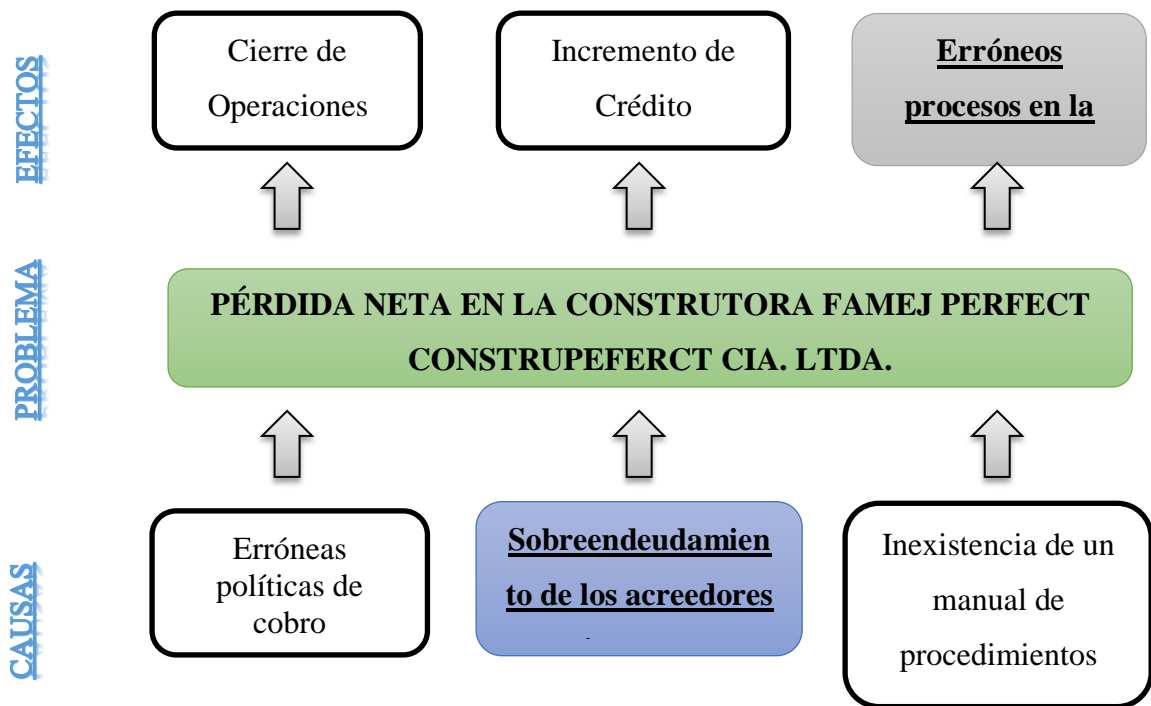 EFECTOS
Cierre de
Operaciones
Incremento de
Crédito
Erróneos
procesos en la
PROBLEMA
PÉRDIDA NETA EN LA CONSTRUTORA FAMEJ PERFECT
CONSTRUPEFERCT CIA. LTDA.
CAUSAS
Erróneas
políticas de
cobro
Sobreendeudamien
to de los acreedores
Inexistencia de un
manual de
procedimientos